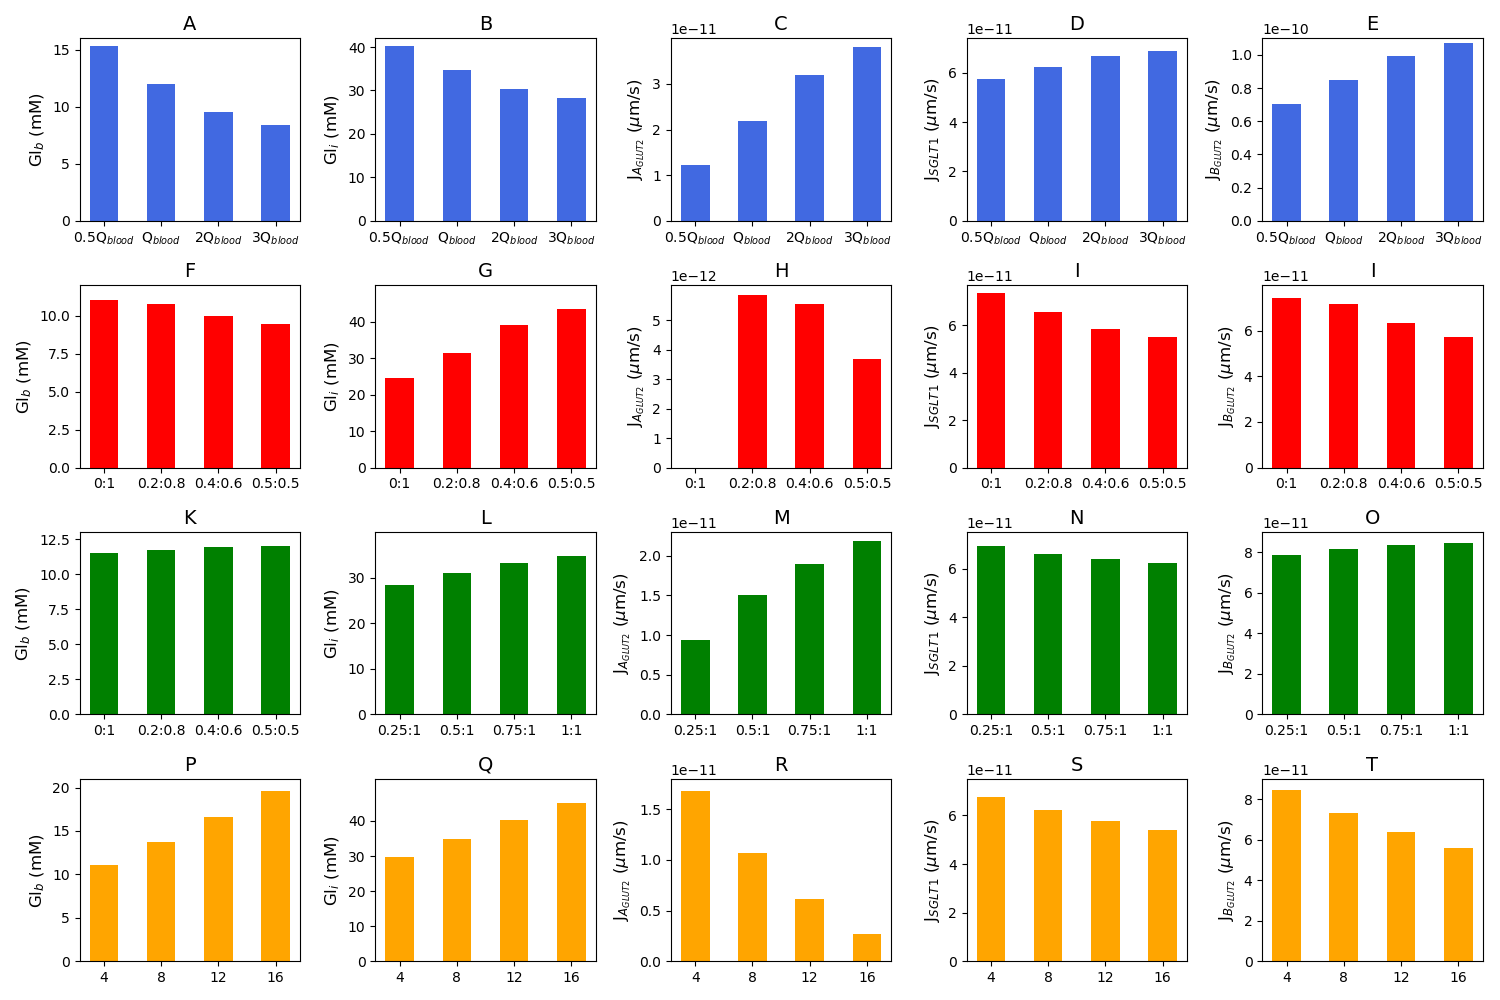 A
Gl_b (mM)
15
10
5
0
0.5Q_blood Q_blood 2Q_blood 3Q_blood
B
Gl_i (mM)
40
30
20
10
0
0.5Q_blood Q_blood 2Q_blood 3Q_blood
C
1e−11
J_A_GLUT2 (μm/s)
3
2
1
0
0.5Q_blood Q_blood 2Q_blood 3Q_blood
D
1e−11
J_SGLT1 (μm/s)
6
4
2
0
0.5Q_blood Q_blood 2Q_blood 3Q_blood
E
1e−10
J_B_GLUT2 (μm/s)
1.0
0.8
0.6
0.4
0.2
0.0
0.5Q_blood Q_blood 2Q_blood 3Q_blood
F
Gl_b (mM)
10.0
7.5
5.0
2.5
0.0
0:1 0.2:0.8 0.4:0.6 0.5:0.5
G
Gl_i (mM)
40
30
20
10
0
0:1 0.2:0.8 0.4:0.6 0.5:0.5
H
1e−12
J_A_GLUT2 (μm/s)
5
4
3
2
1
0
0:1 0.2:0.8 0.4:0.6 0.5:0.5
I
1e−11
J_SGLT1 (μm/s)
6
4
2
0
0:1 0.2:0.8 0.4:0.6 0.5:0.5
I
1e−11
J_B_GLUT2 (μm/s)
6
4
2
0
0:1 0.2:0.8 0.4:0.6 0.5:0.5
K
Gl_b (mM)
12.5
10.0
7.5
5.0
2.5
0.0
0:1 0.2:0.8 0.4:0.6 0.5:0.5
L
Gl_i (mM)
30
20
10
0
0.25:1 0.5:1 0.75:1 1:1
M
1e−11
J_A_GLUT2 (μm/s)
2.0
1.5
1.0
0.5
0.0
0.25:1 0.5:1 0.75:1 1:1
N
1e−11
J_SGLT1 (μm/s)
6
4
2
0
0.25:1 0.5:1 0.75:1 1:1
O
1e−11
J_B_GLUT2 (μm/s)
8
6
4
2
0
0.25:1 0.5:1 0.75:1 1:1
P
Gl_b (mM)
20
15
10
5
0
4 8 12 16
Q
Gl_i (mM)
40
30
20
10
0
4 8 12 16
R
1e−11
J_A_GLUT2 (μm/s)
1.5
1.0
0.5
0.0
4 8 12 16
S
1e−11
J_SGLT1 (μm/s)
6
4
2
0
4 8 12 16
T
1e−11
J_B_GLUT2 (μm/s)
8
6
4
2
0
4 8 12 16